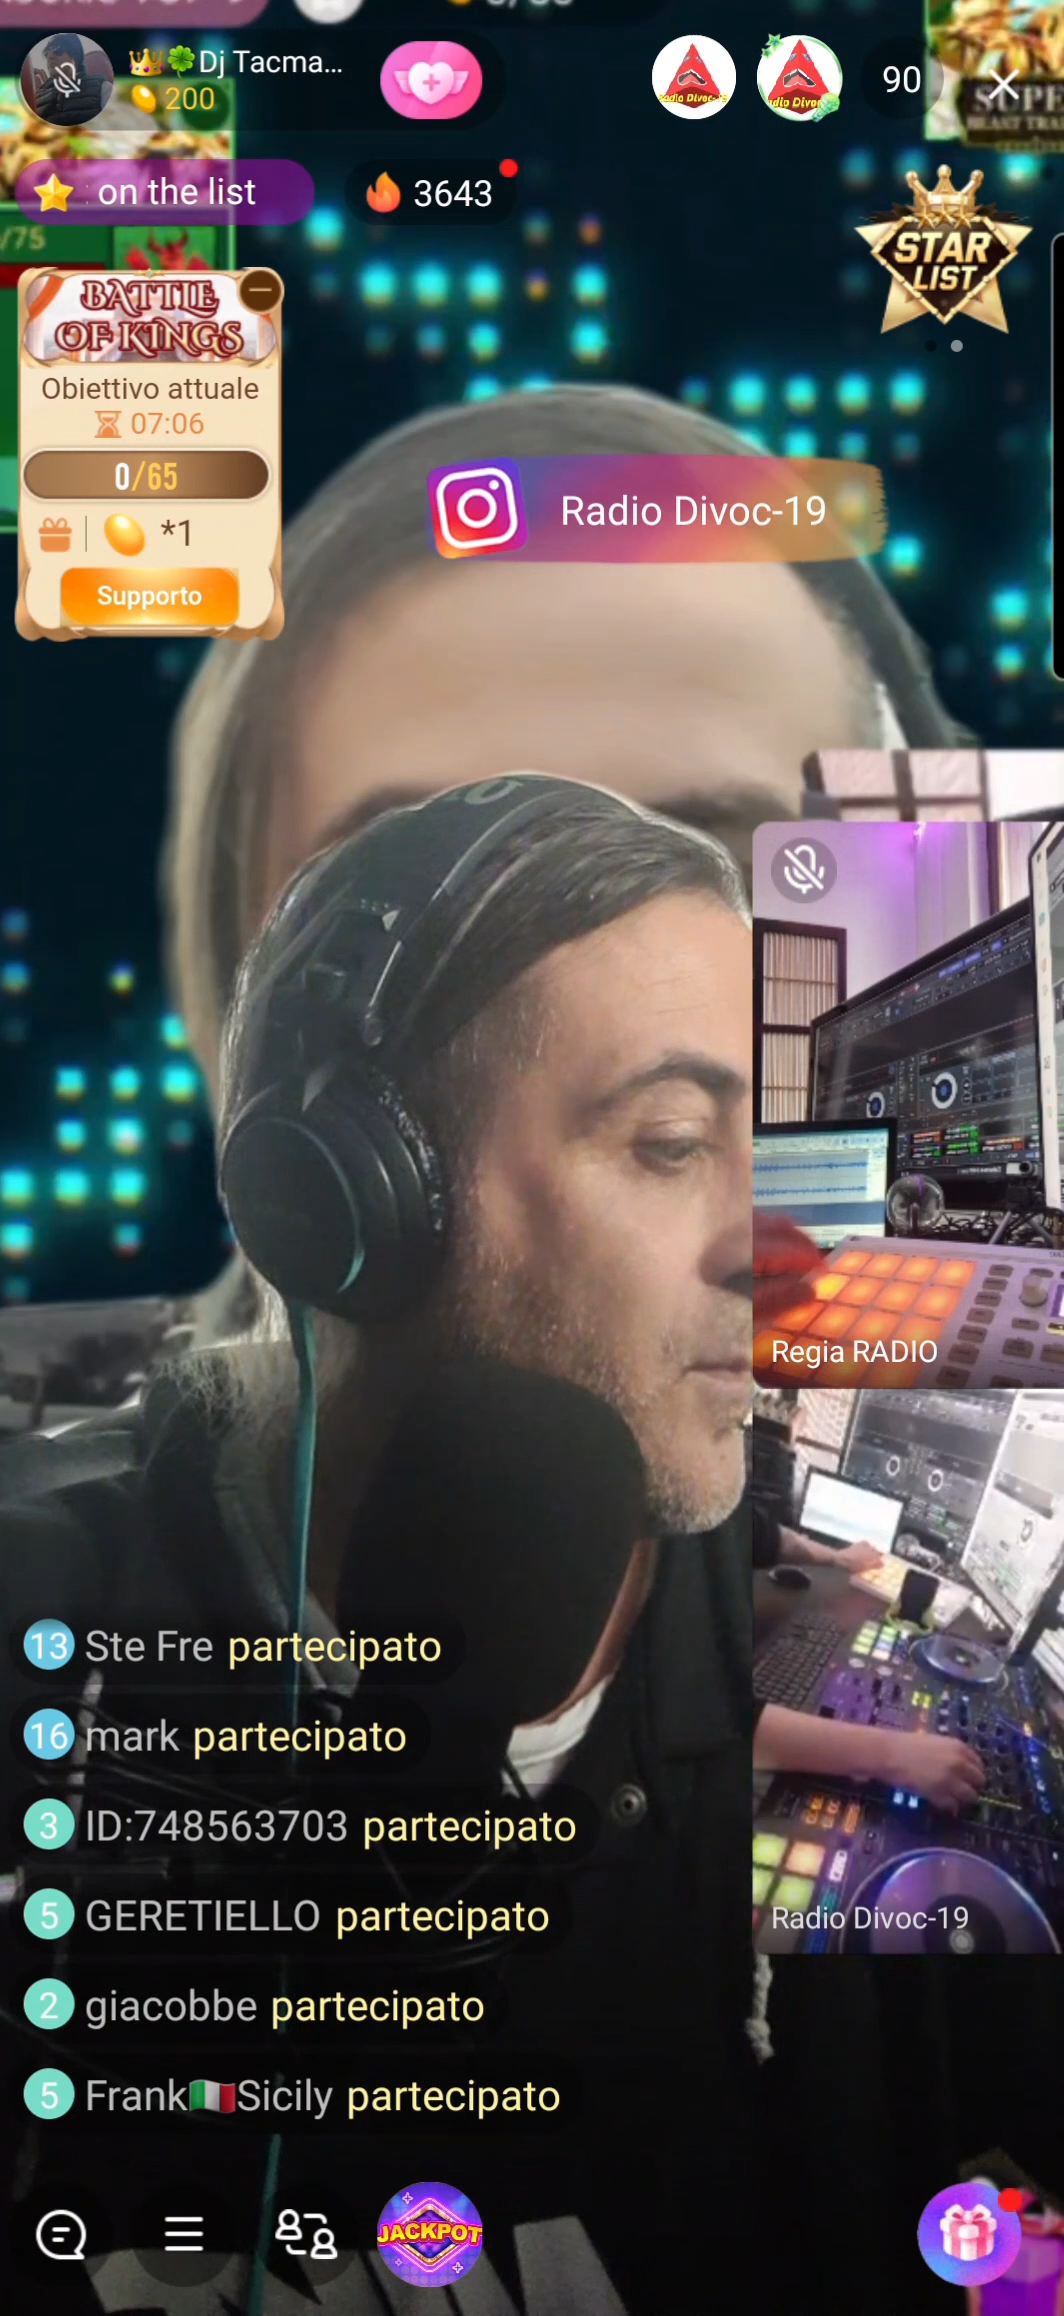 👑🍀Dj Tacma...
200
90
on the list
3643
/75
STAR
LIST
BATTLE
OF KINGS
Obiettivo attuale
07:06
0/65
*1
Supporto
Radio Divoc-19
Regia RADIO
Radio Divoc-19
13 Ste Fre partecipato
16 mark partecipato
3 ID:748563703 partecipato
5 GERETIELLO partecipato
2 giacobbe partecipato
5 Frank🇮🇹Sicily partecipato
JACKPOT